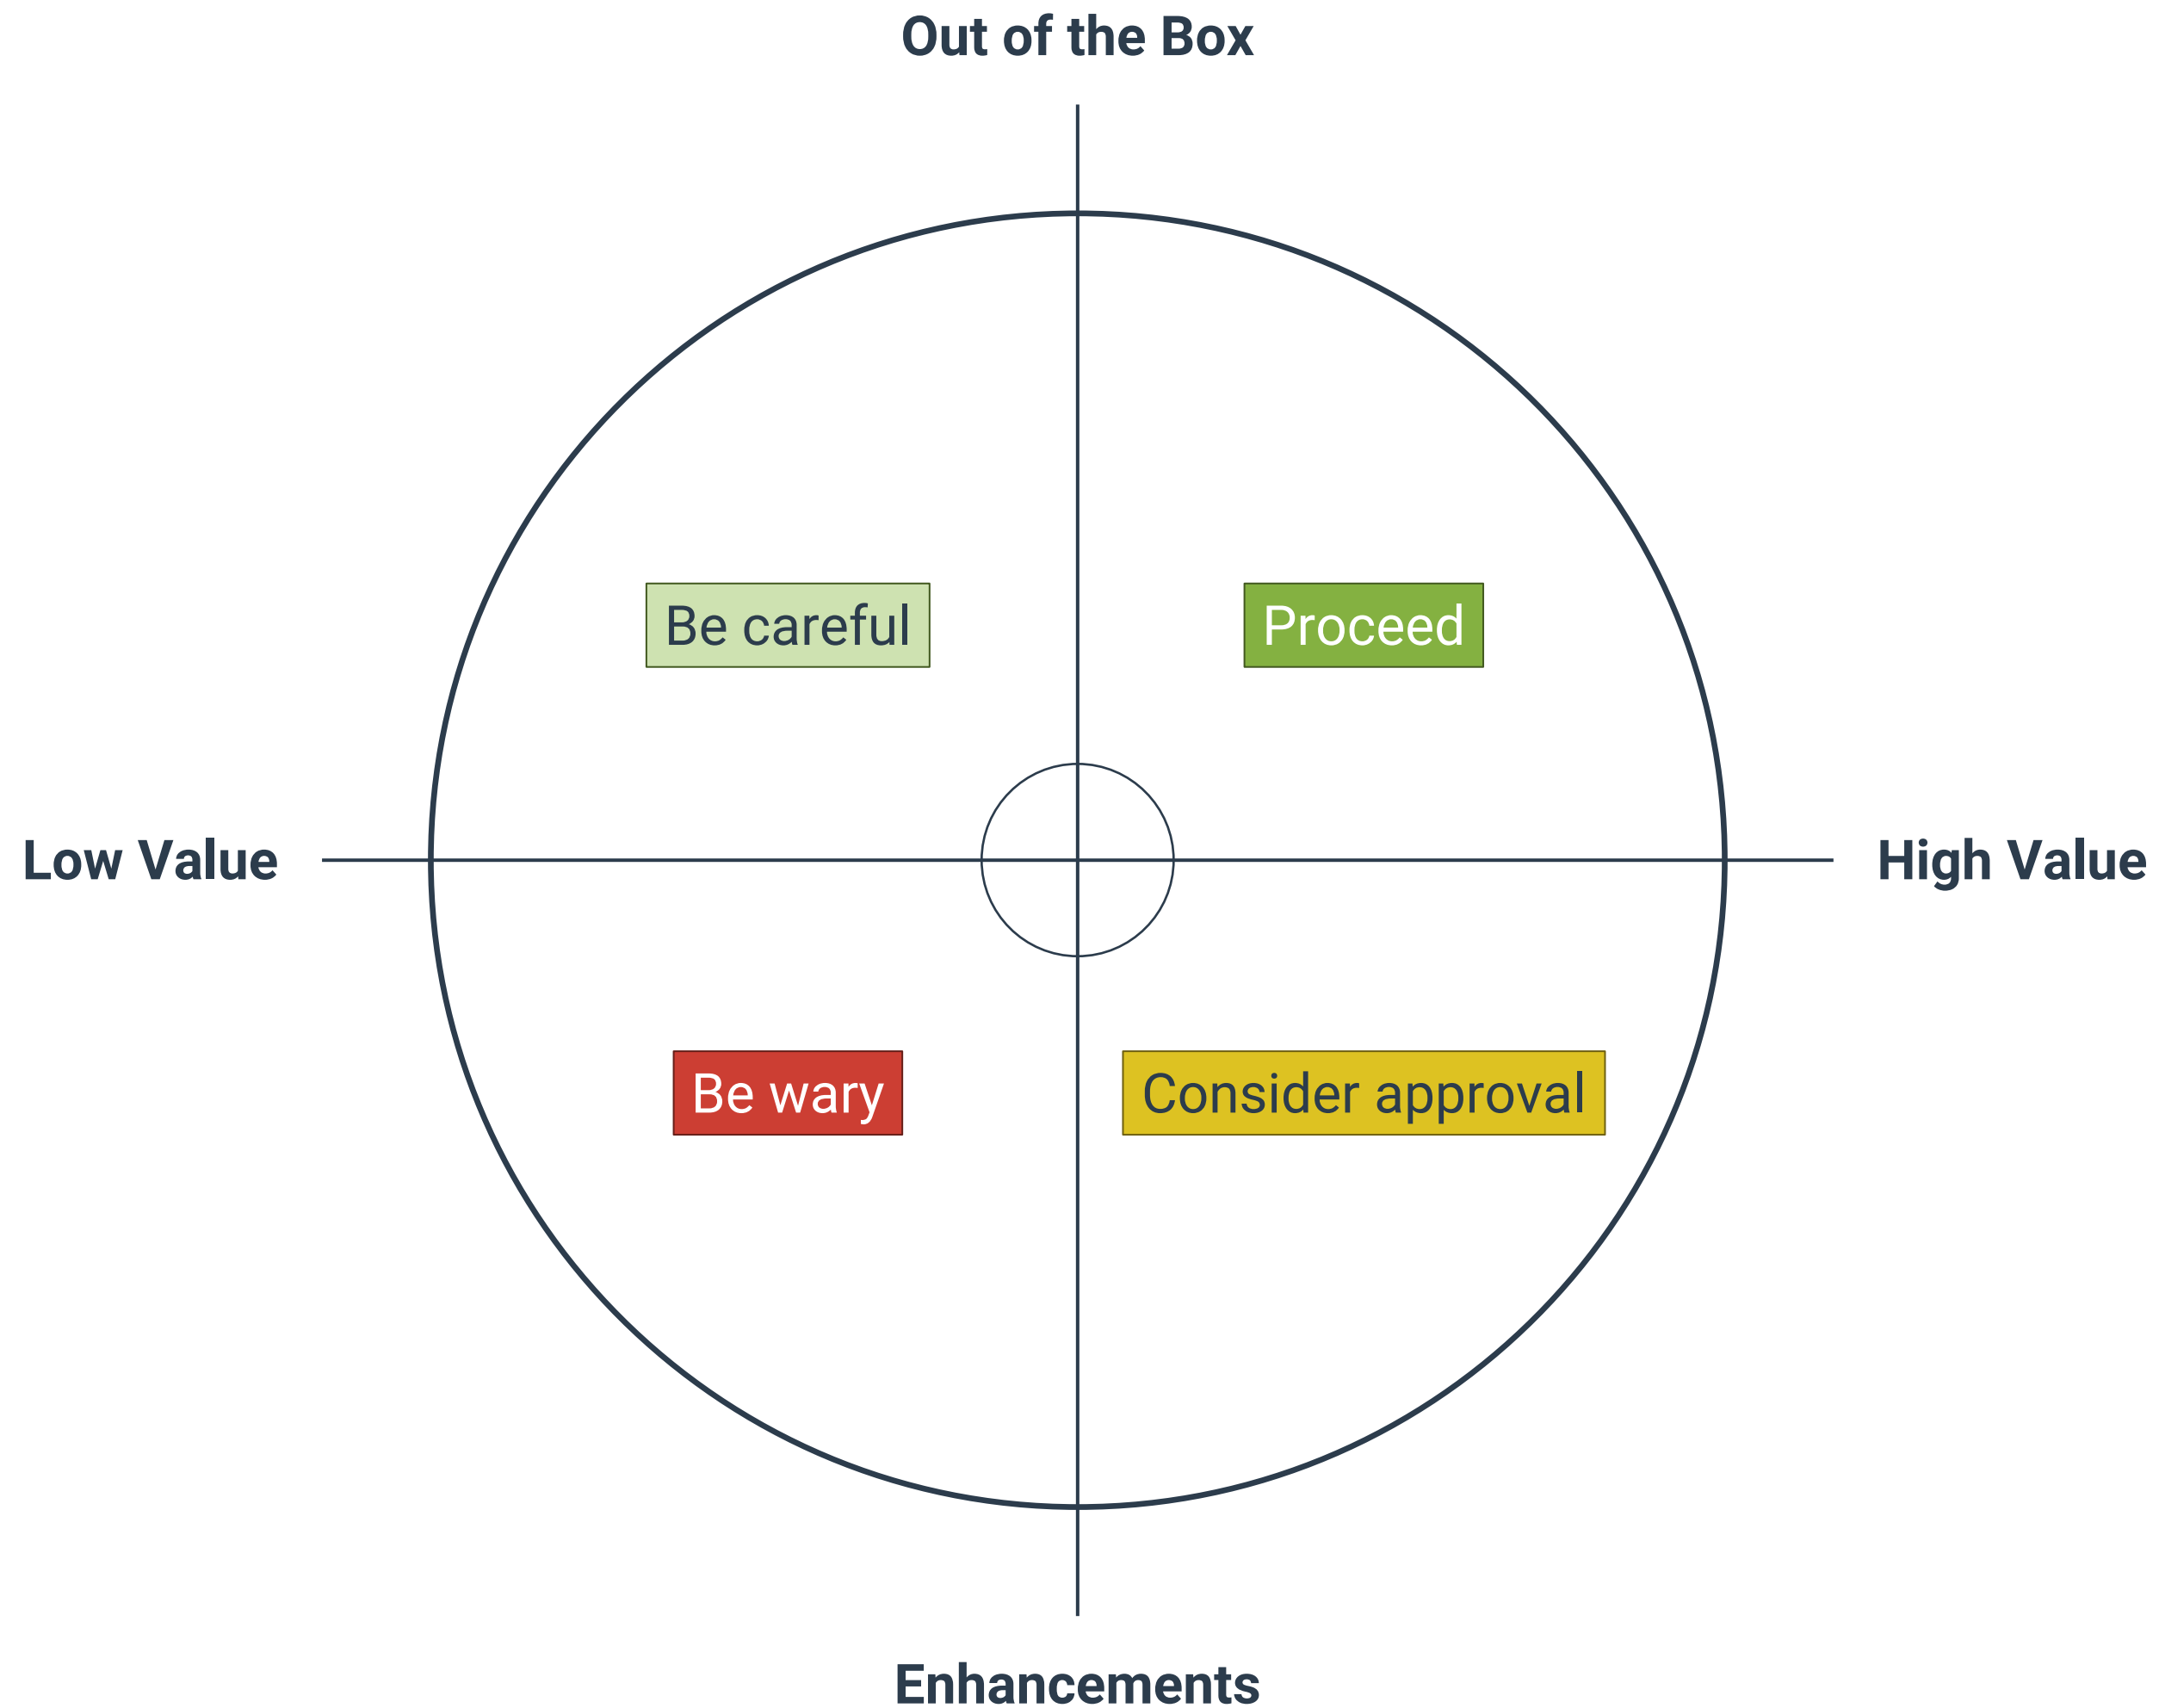 Out of the Box
Be careful
Proceed
Low Value
High Value
Be wary
Consider approval
Enhancements